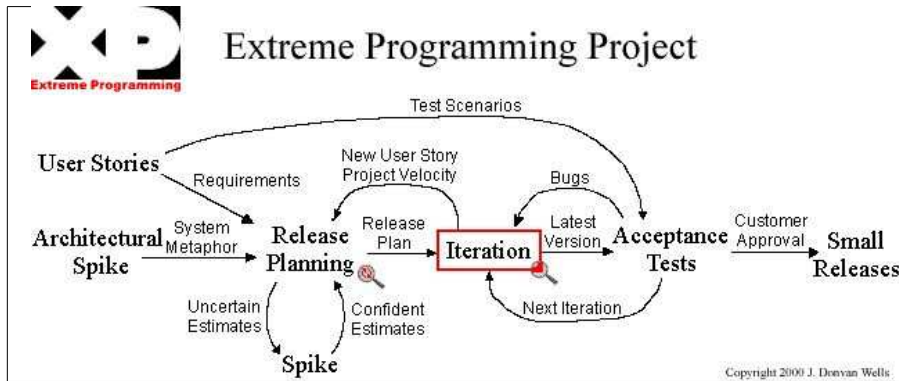 XP
Extreme Programming
Extreme Programming Project
Test Scenarios
User Stories
Requirements
New User Story
Project Velocity
Bugs
Architectural
Spike
System
Metaphor
Release
Planning
Release
Plan
Iteration
Latest
Version
Acceptance
Tests
Customer
Approval
Small
Releases
Uncertain
Estimates
Confident
Estimates
Next Iteration
Spike
Copyright 2000 J. Donvan Wells